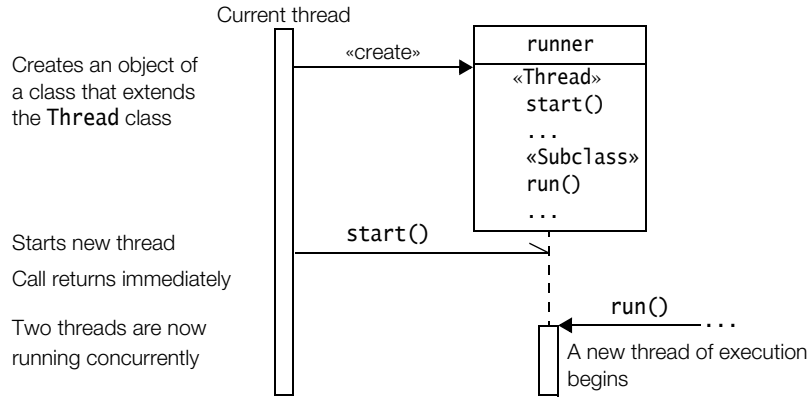 Current thread
runner
«create»
Creates an object of
a class that extends
the Thread class
«Thread»
start()
...
«Subclass»
run()
...
start()
Starts new thread
Call returns immediately
run()
...
Two threads are now
running concurrently
A new thread of execution
begins